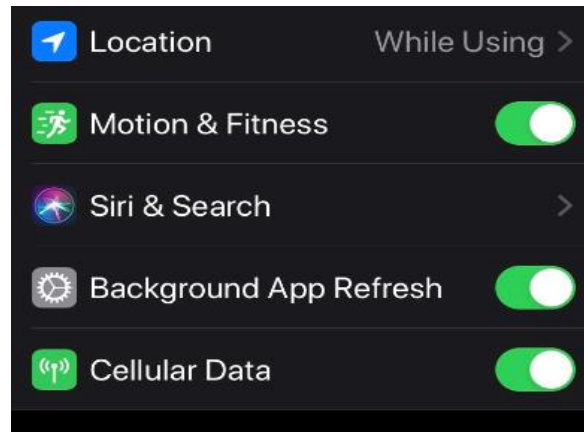 Location While Using >
Motion & Fitness
Siri & Search >
Background App Refresh
Cellular Data